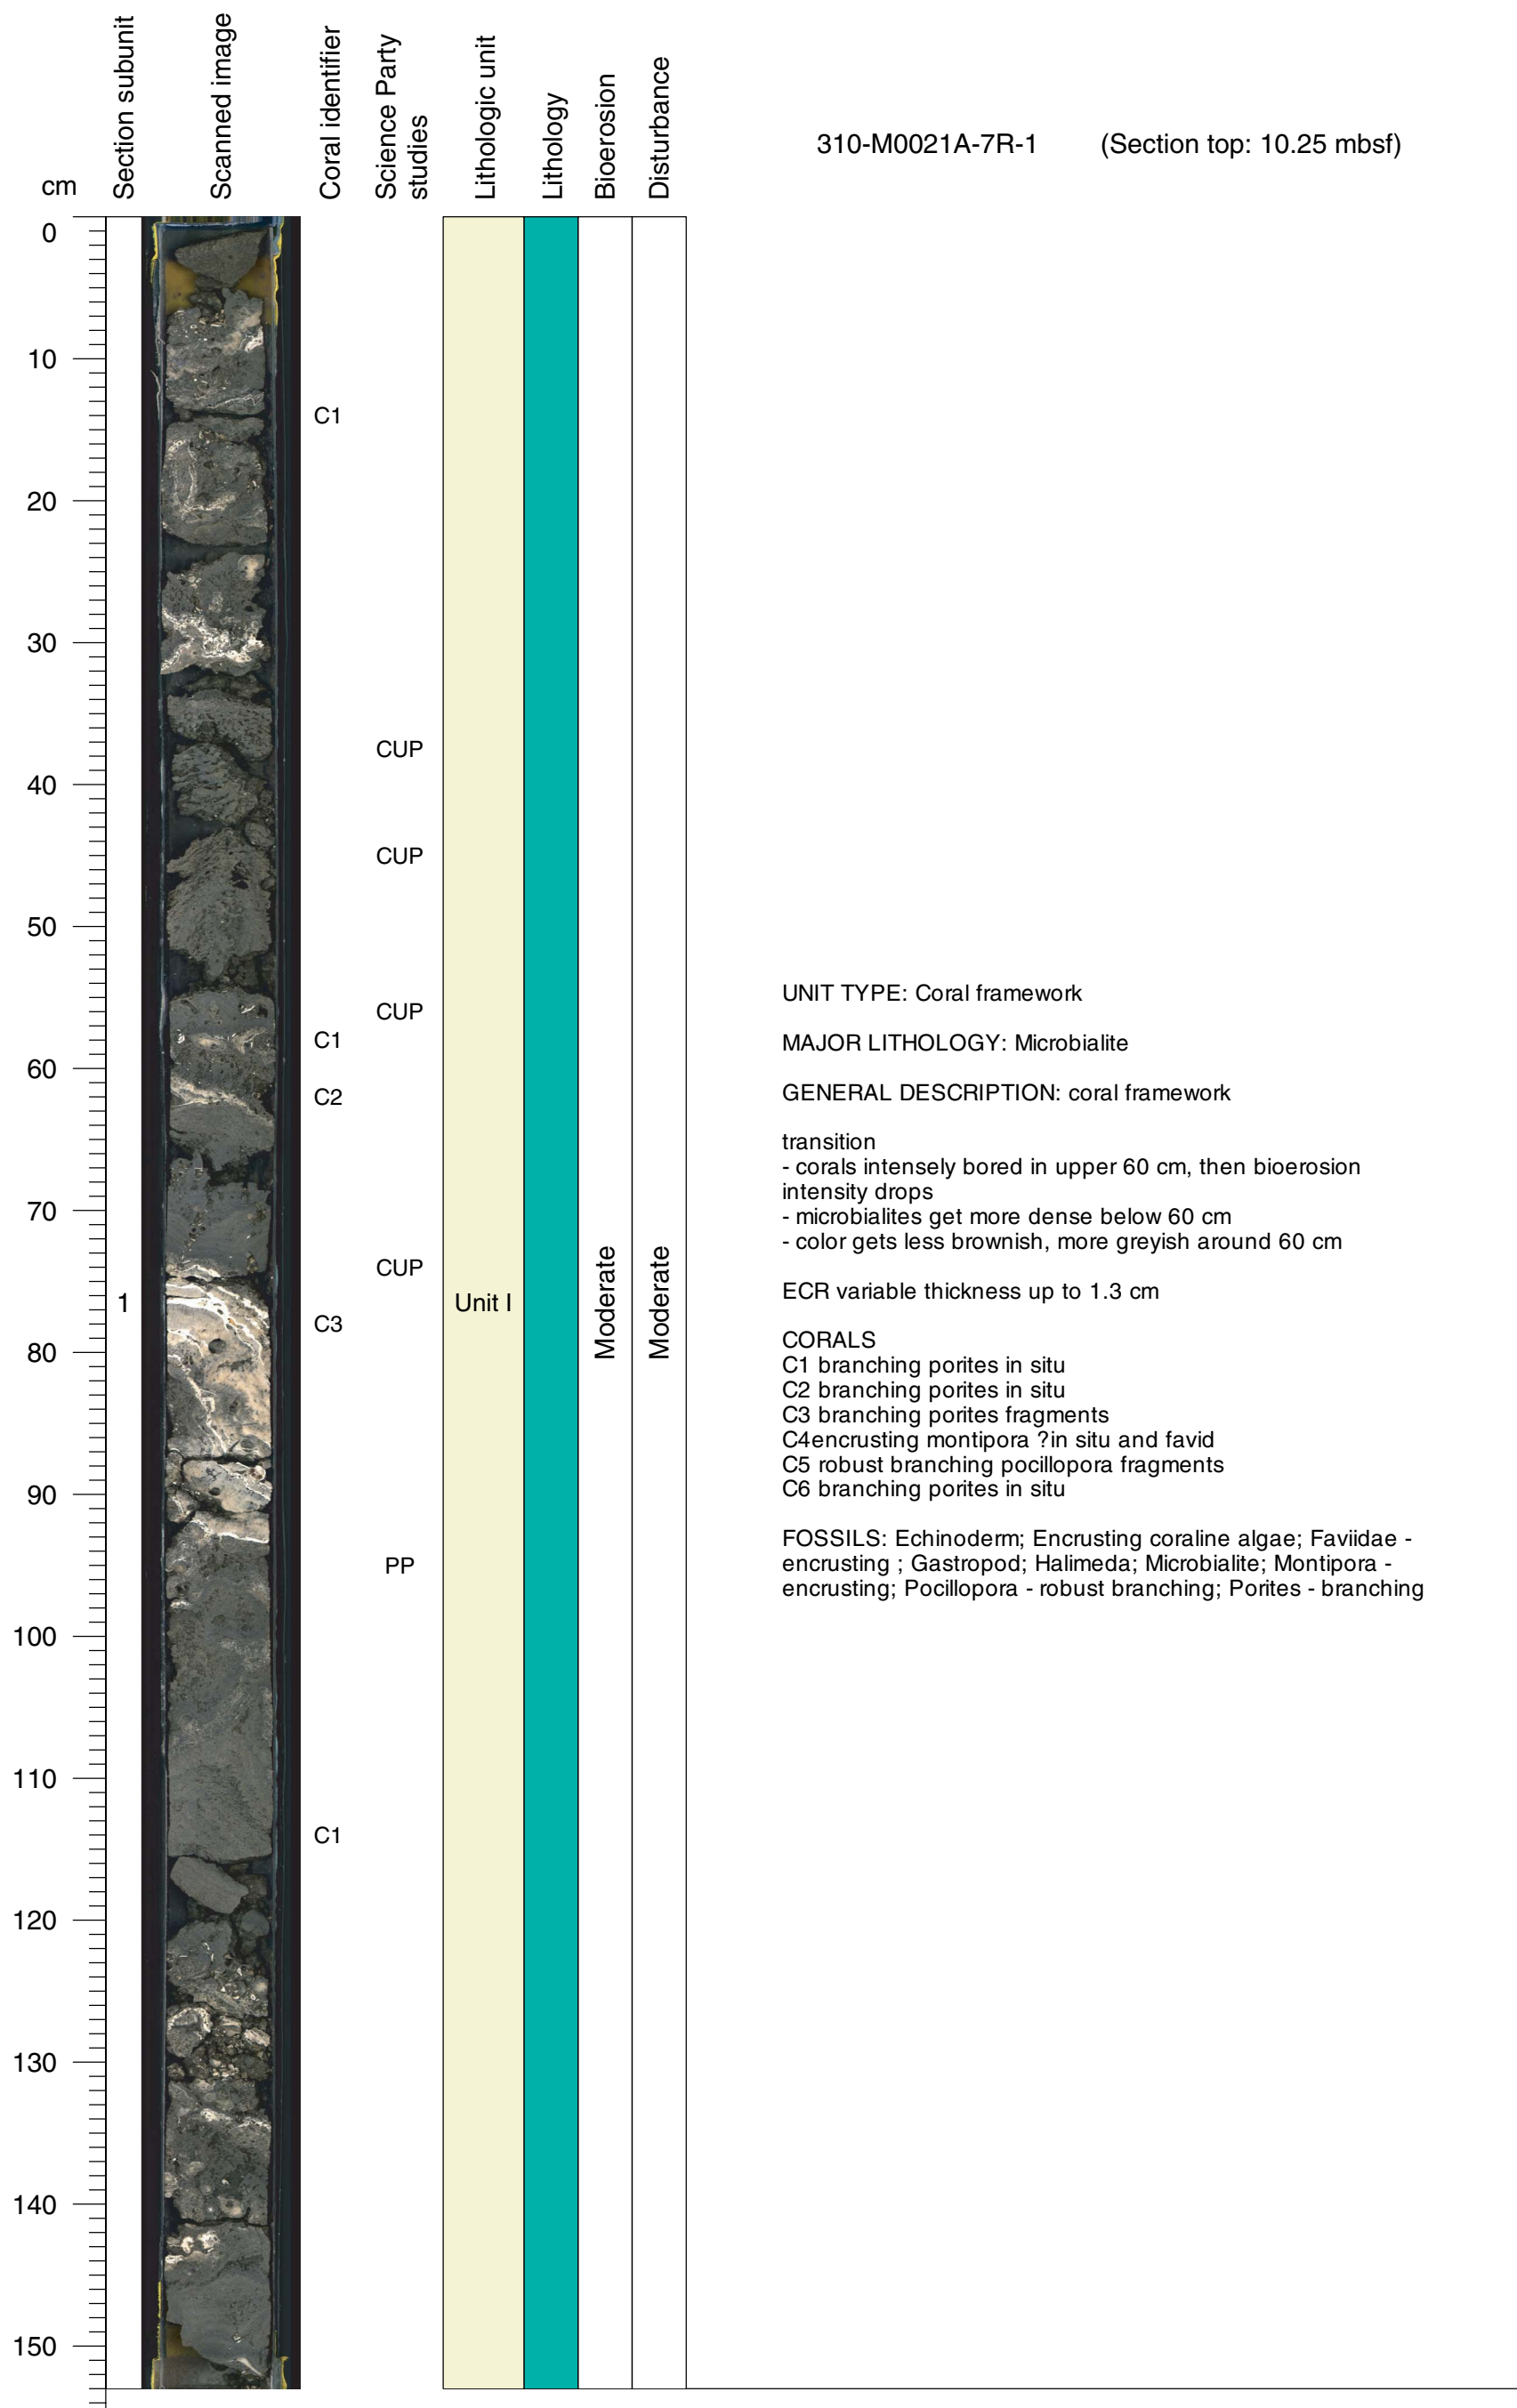 Section subunit
Scanned image
Coral identifier
Science Party
studies
Lithologic unit
Lithology
Bioerosion
Disturbance
310-M0021A-7R-1 (Section top: 10.25 mbsf)
cm
0
10
C1
20
30
CUP
40
CUP
50
UNIT TYPE: Coral framework
CUP
C1
MAJOR LITHOLOGY: Microbialite
60
C2
GENERAL DESCRIPTION: coral framework
transition
- corals intensely bored in upper 60 cm, then bioerosion
intensity drops
70
- microbialites get more dense below 60 cm
- color gets less brownish, more greyish around 60 cm
CUP
ECR variable thickness up to 1.3 cm
1
Unit I
Moderate
Moderate
C3
CORALS
80
C1 branching porites in situ
C2 branching porites in situ
C3 branching porites fragments
C4encrusting montipora ?in situ and favid
C5 robust branching pocillopora fragments
90
C6 branching porites in situ
FOSSILS: Echinoderm; Encrusting coraline algae; Faviidae -
encrusting ; Gastropod; Halimeda; Microbialite; Montipora -
encrusting; Pocillopora - robust branching; Porites - branching
PP
100
110
C1
120
130
140
150